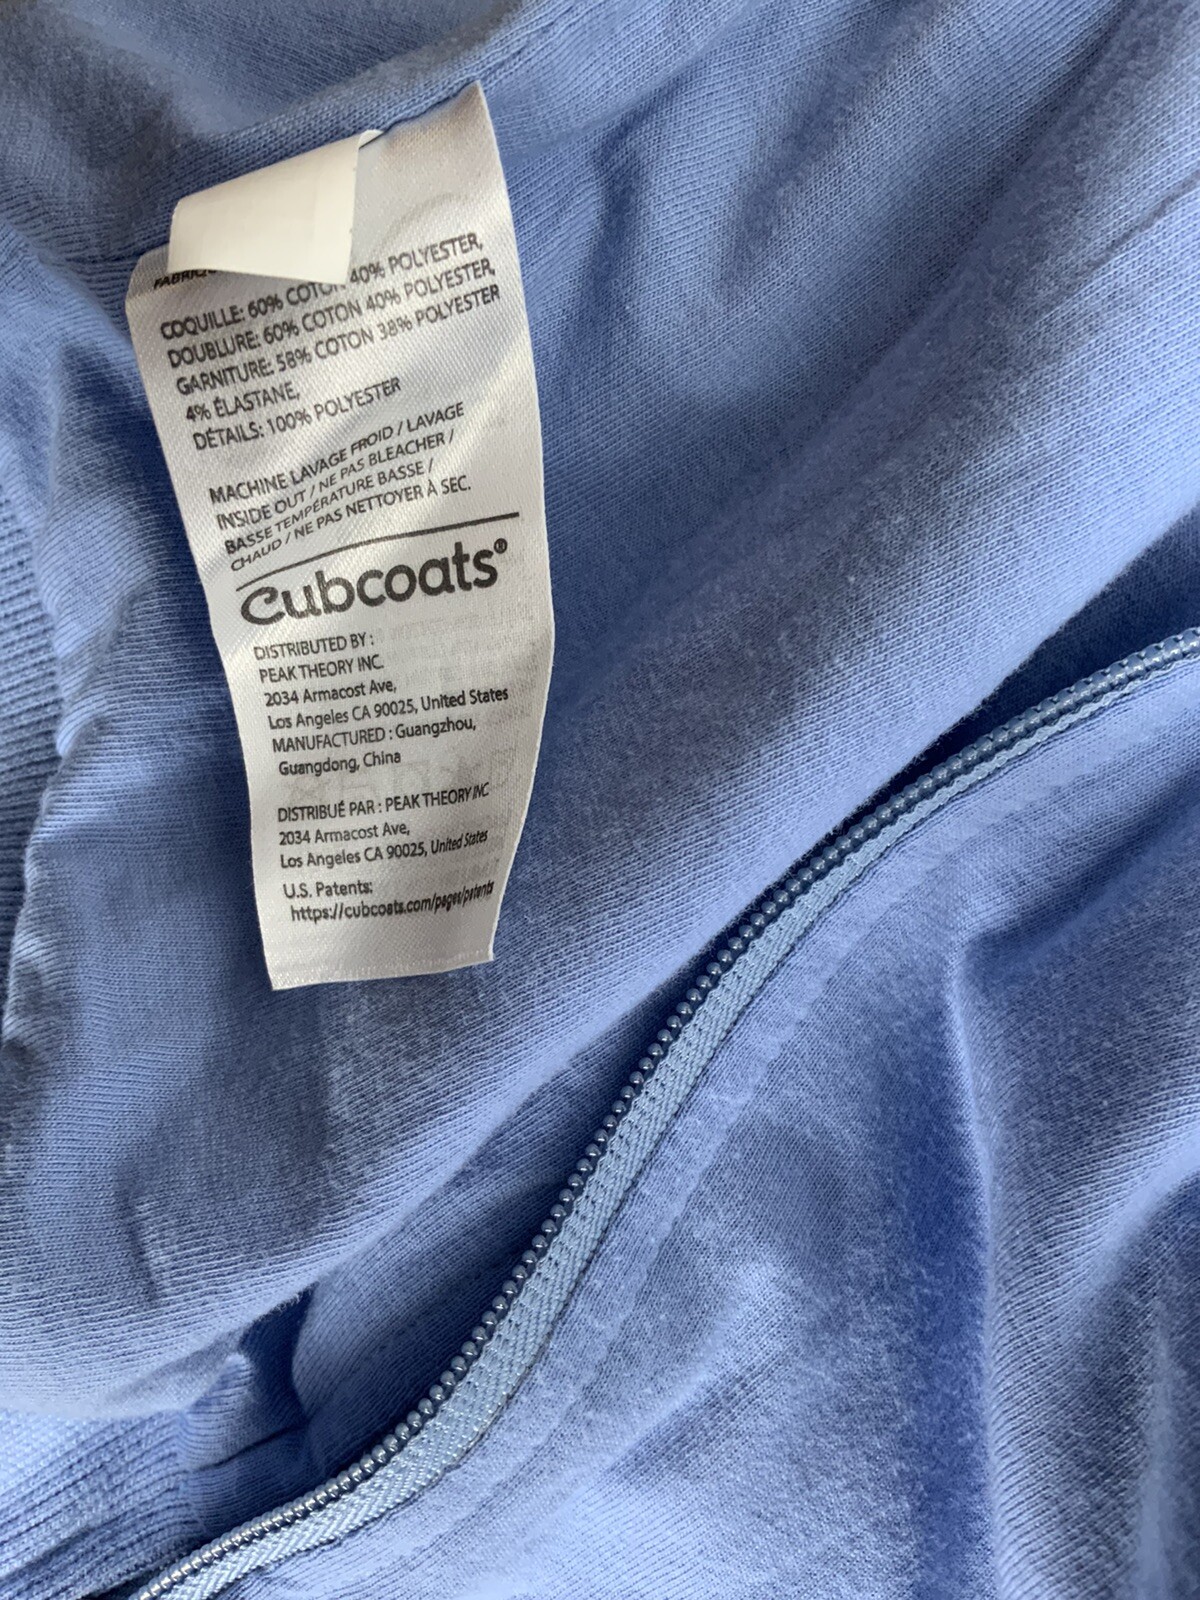 COQUILLE: 60% COTON 40% POLYESTER,
DOUBLURE: 60% COTON 40% POLYESTER,
GARNITURE: 58% COTON 38% POLYESTER
4% ÉLASTANE,
DÉTAILS: 100% POLYESTER
MACHINE LAVAGE FROID / LAVAGE
INSIDE OUT / NE PAS BLEACHER /
BASSE TEMPÉRATURE BASSE /
CHAUD / NE PAS NETTOYER À SEC.
Cubcoats®
DISTRIBUTED BY :
PEAK THEORY INC.
2034 Armacost Ave,
Los Angeles CA 90025, United States
MANUFACTURED : Guangzhou,
Guangdong, China
DISTRIBUÉ PAR : PEAK THEORY INC
2034 Armacost Ave,
Los Angeles CA 90025, United States
U.S. Patents:
https://cubcoats.com/pages/patents